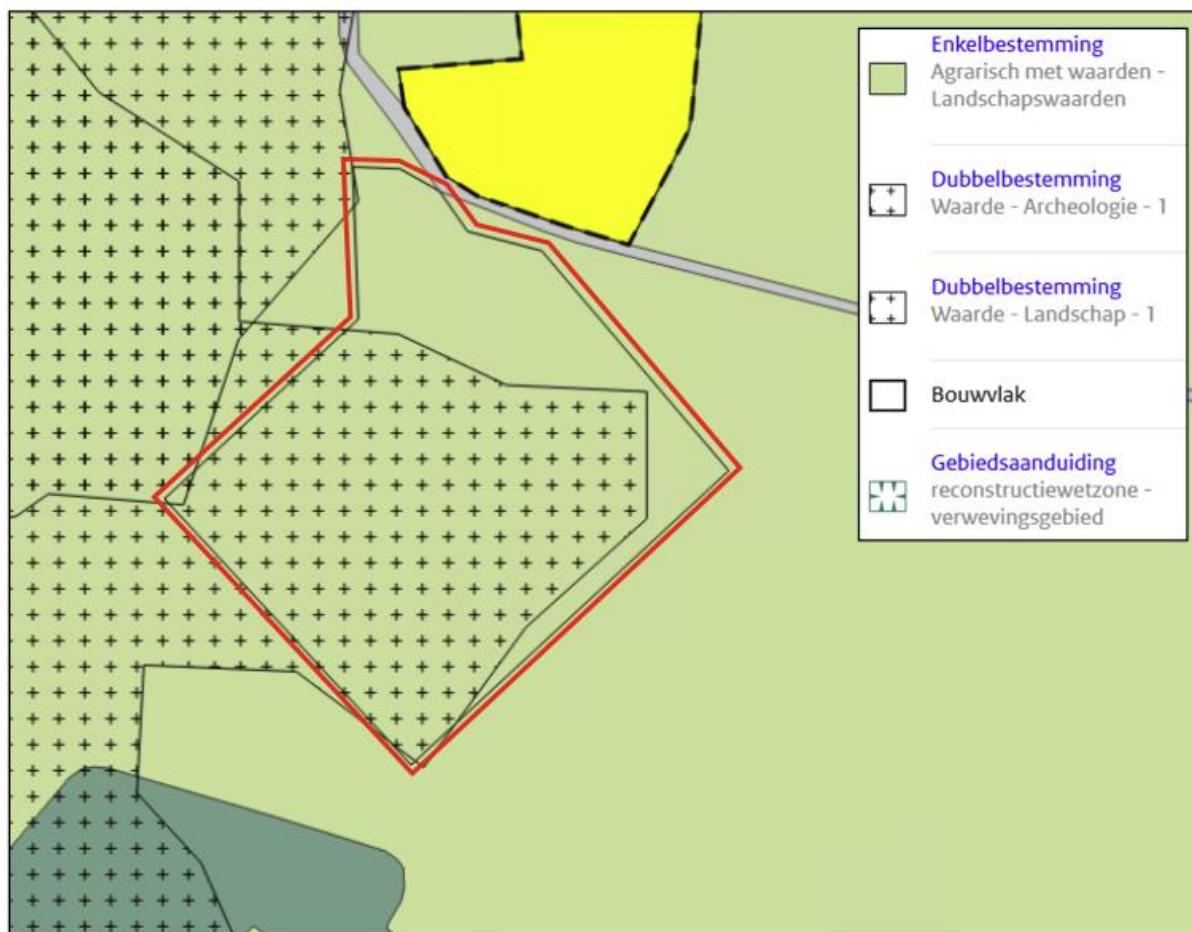 Enkelbestemming
Agrarisch met waarden -
Landschapswaarden
Dubbelbestemming
Waarde - Archeologie - 1
Dubbelbestemming
Waarde - Landschap - 1
Bouwvlak
Gebiedsaanduiding
reconstructiewetzone -
verwevingsgebied